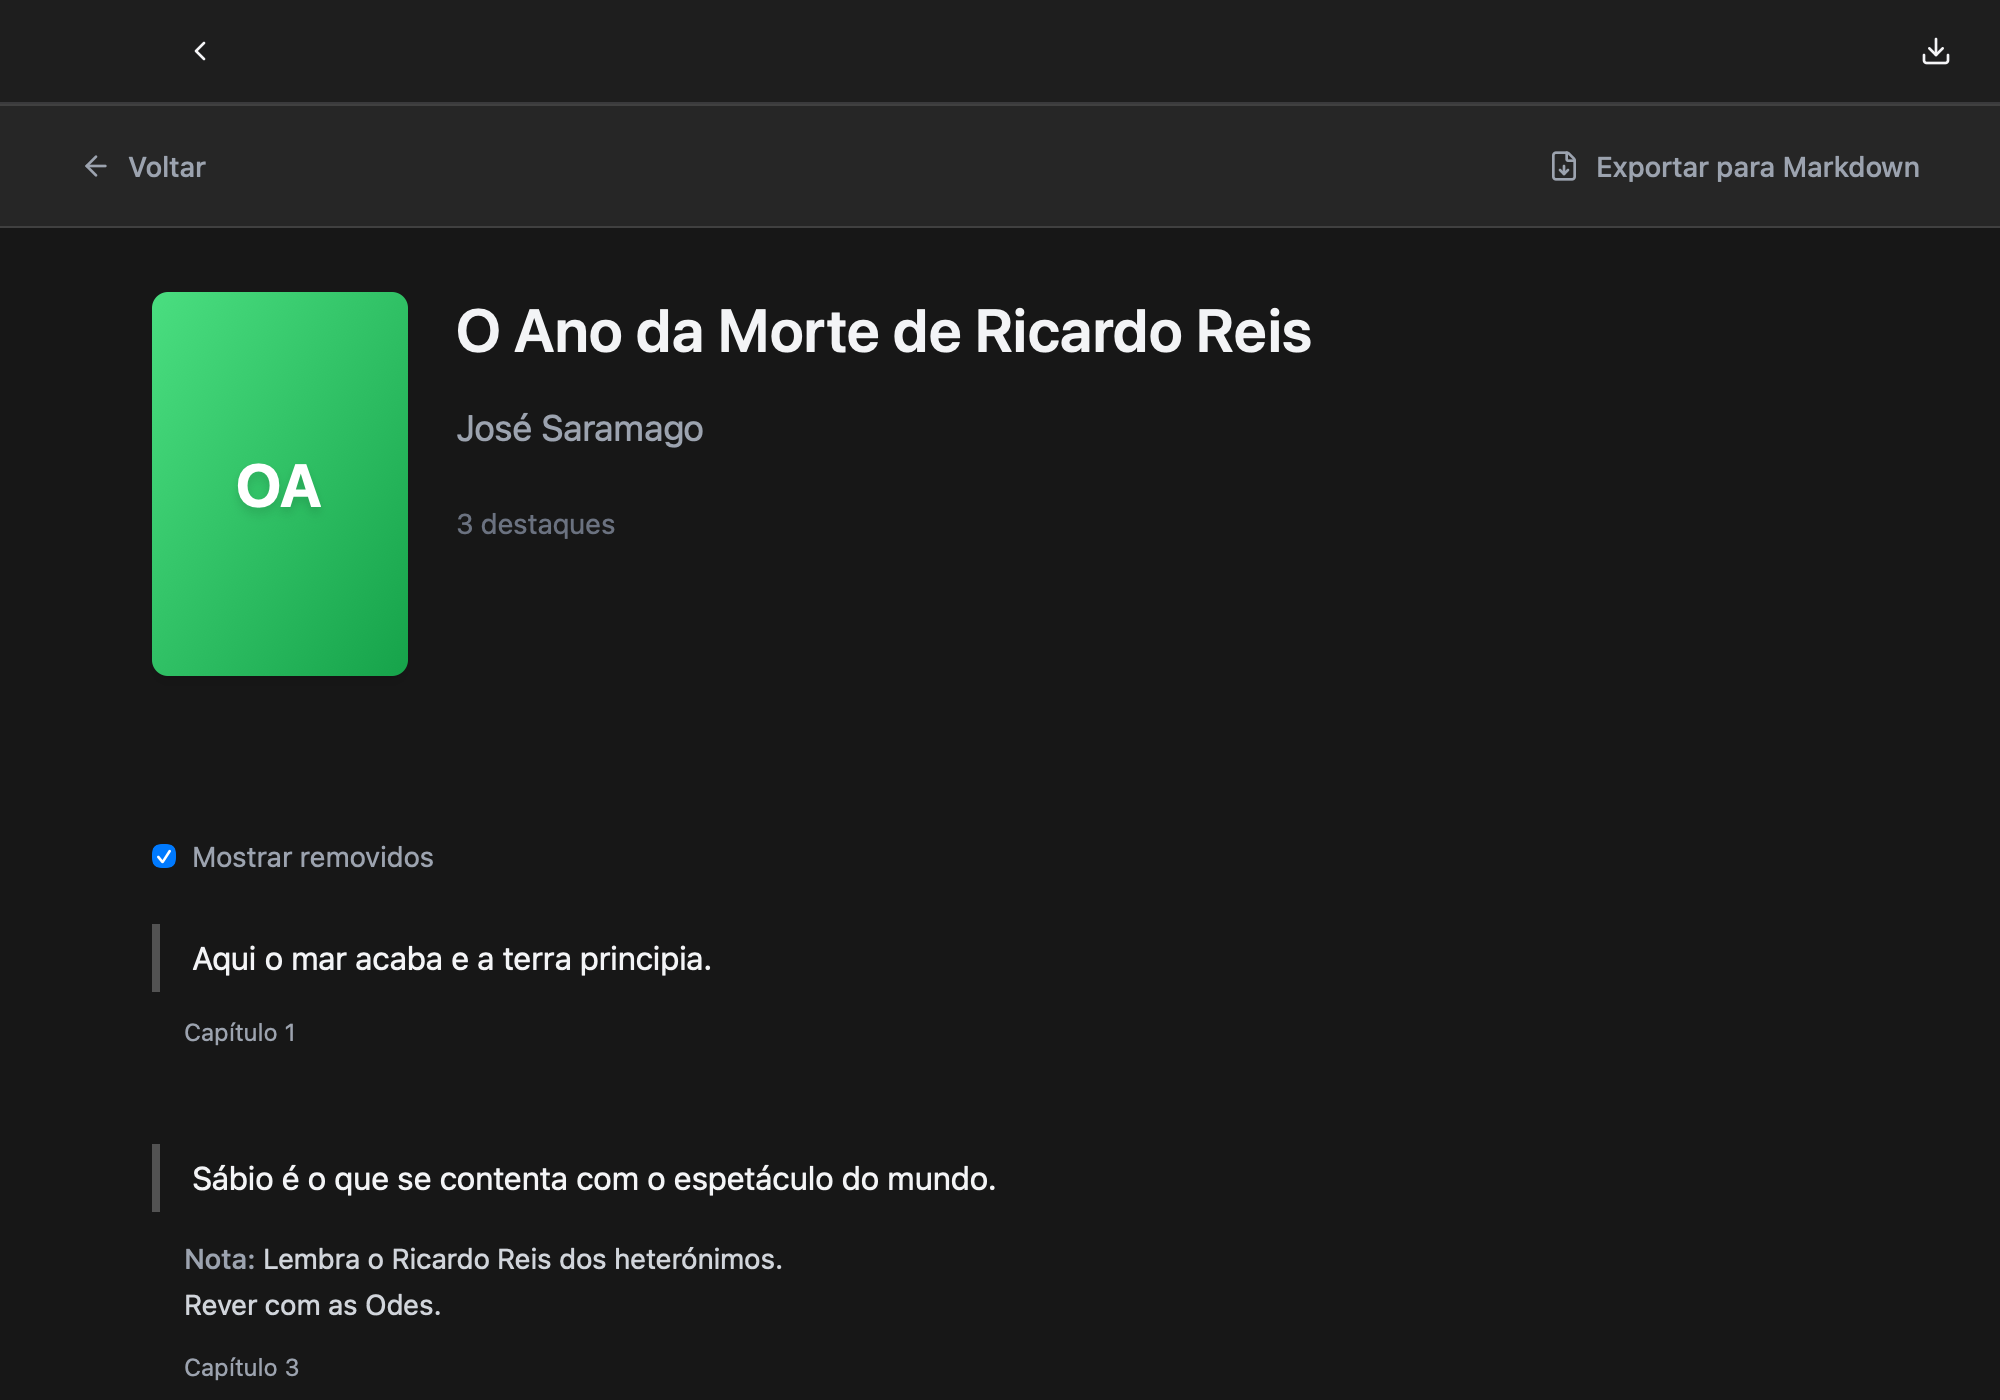 Voltar
Exportar para Markdown
OA
O Ano da Morte de Ricardo Reis
José Saramago
3 destaques
Mostrar removidos
Aqui o mar acaba e a terra principia.
Capítulo 1
Sábio é o que se contenta com o espetáculo do mundo.
Nota: Lembra o Ricardo Reis dos heterónimos.
Rever com as Odes.
Capítulo 3